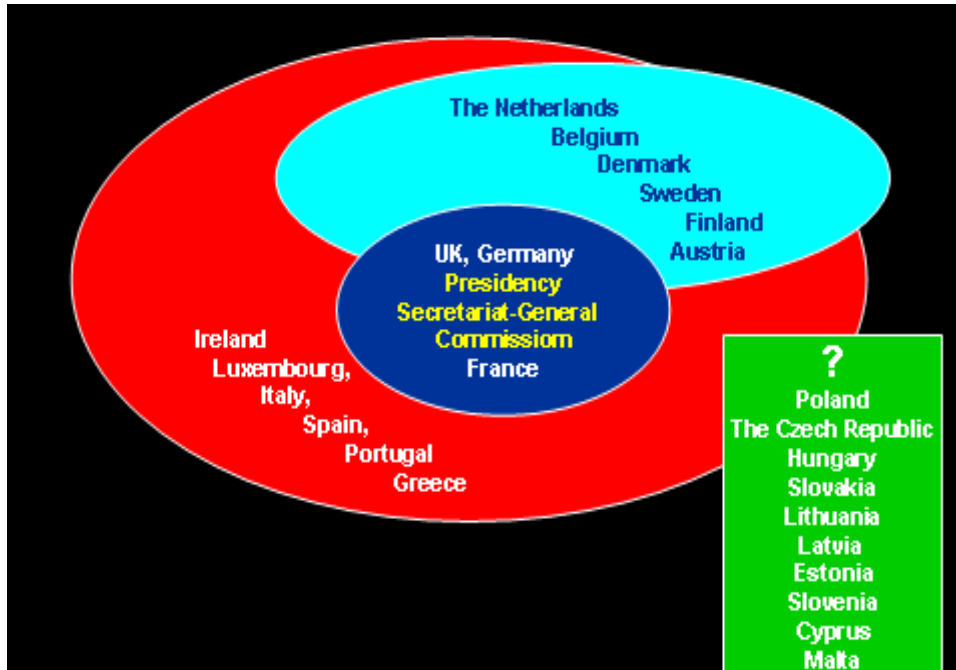 The Netherlands
Belgium
Denmark
Sweden
Finland
Austria
UK, Germany
Presidency
Secretariat-General
Commissiom
France
Ireland
Luxembourg,
Italy,
Spain,
Portugal
Greece
?
Poland
The Czech Republic
Hungary
Slovakia
Lithuania
Latvia
Estonia
Slovenia
Cyprus
Malta